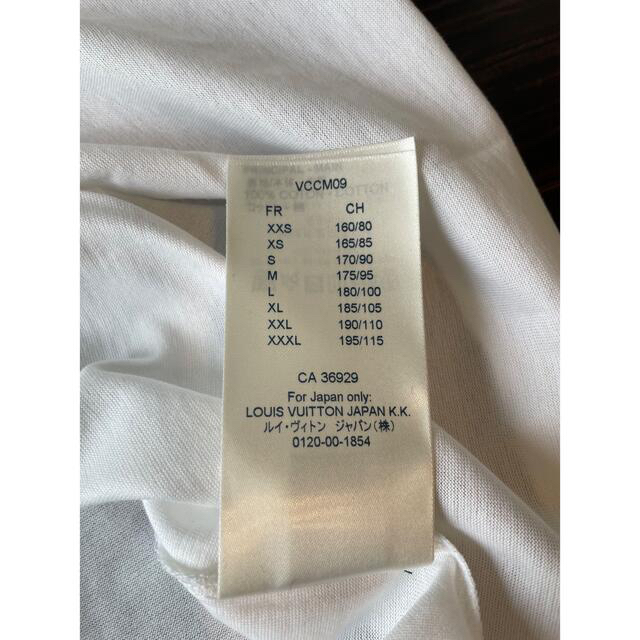 VCCM09
FR CH
XXS 160/80
XS 165/85
S 170/90
M 175/95
L 180/100
XL 185/105
XXL 190/110
XXXL 195/115
CA 36929
For Japan only:
LOUIS VUITTON JAPAN K.K.
ルイ・ヴィトン ジャパン(株)
0120-00-1854